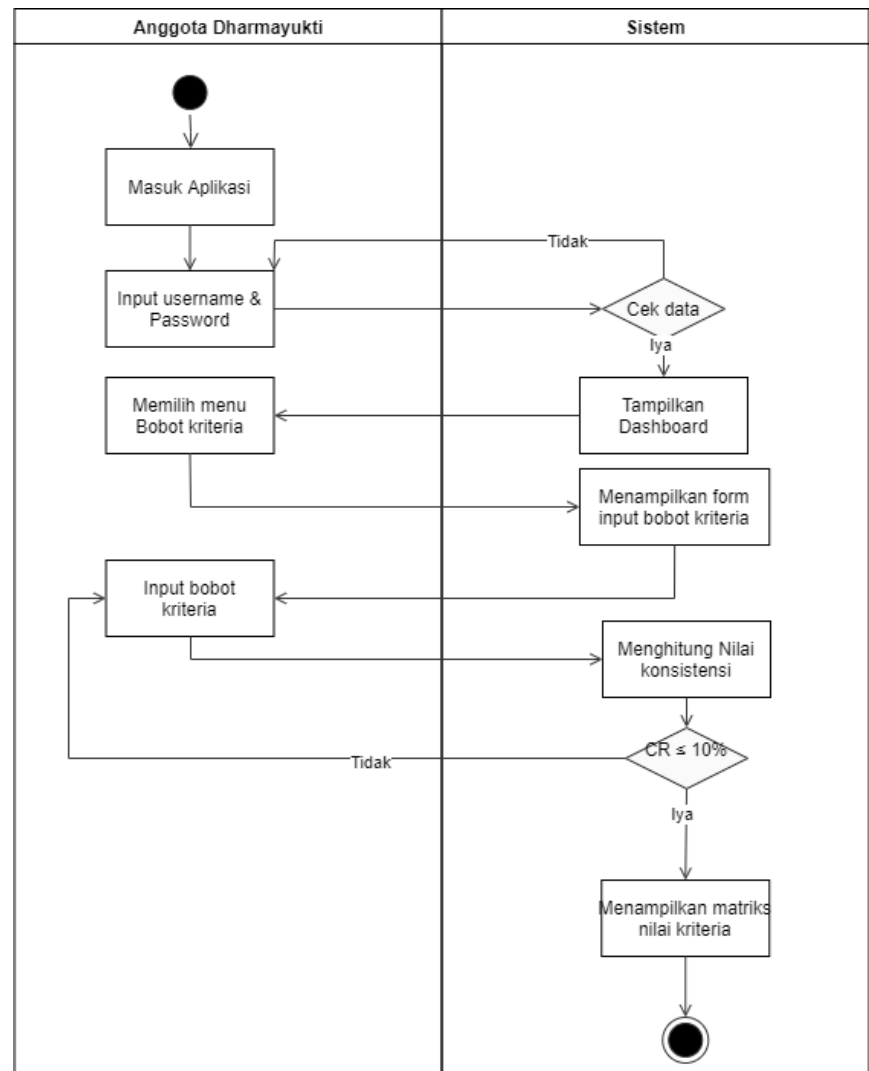 Anggota Dharmayukti
Sistem
Masuk Aplikasi
Tidak
Input username &
Password
Cek data
Iya
Memilih menu
Bobot kriteria
Tampilkan
Dashboard
Menampilkan form
input bobot kriteria
Input bobot
kriteria
Menghitung Nilai
konsistensi
CR ≤ 10%
Tidak
Iya
Menampilkan matriks
nilai kriteria